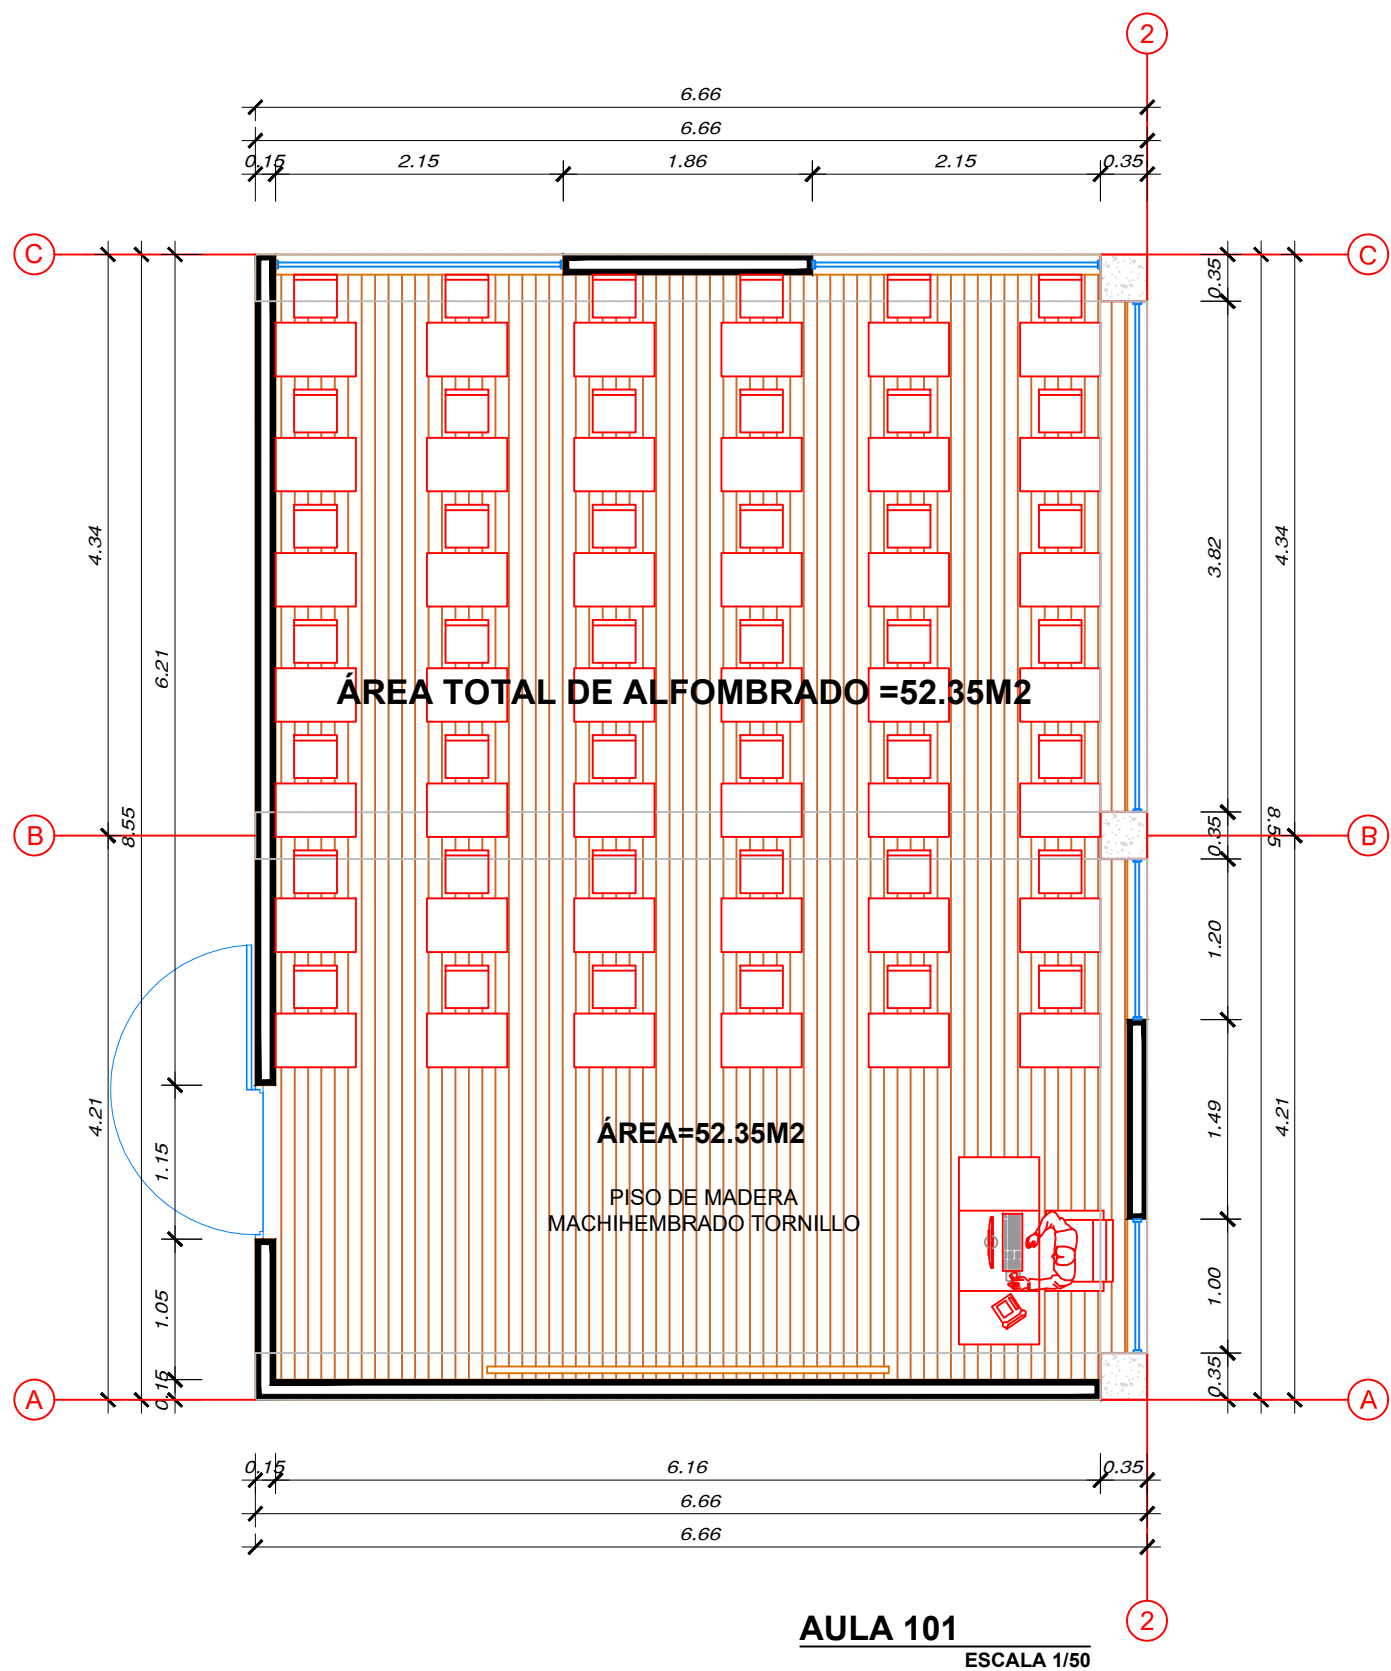 2
6.66
6.66
0.15 2.15 1.86 2.15 0.35
C
C
0.35
4.34
6.21
3.82
4.34
ÁREA TOTAL DE ALFOMBRADO =52.35M2
B
8.55
0.35
8.55
B
1.20
4.21
1.15
1.49
4.21
ÁREA=52.35M2
PISO DE MADERA
MACHIHEMBRADO TORNILLO
1.05
1.00
0.15
0.35
A
A
0.15 6.16 0.35
6.66
6.66
2
AULA 101
ESCALA 1/50